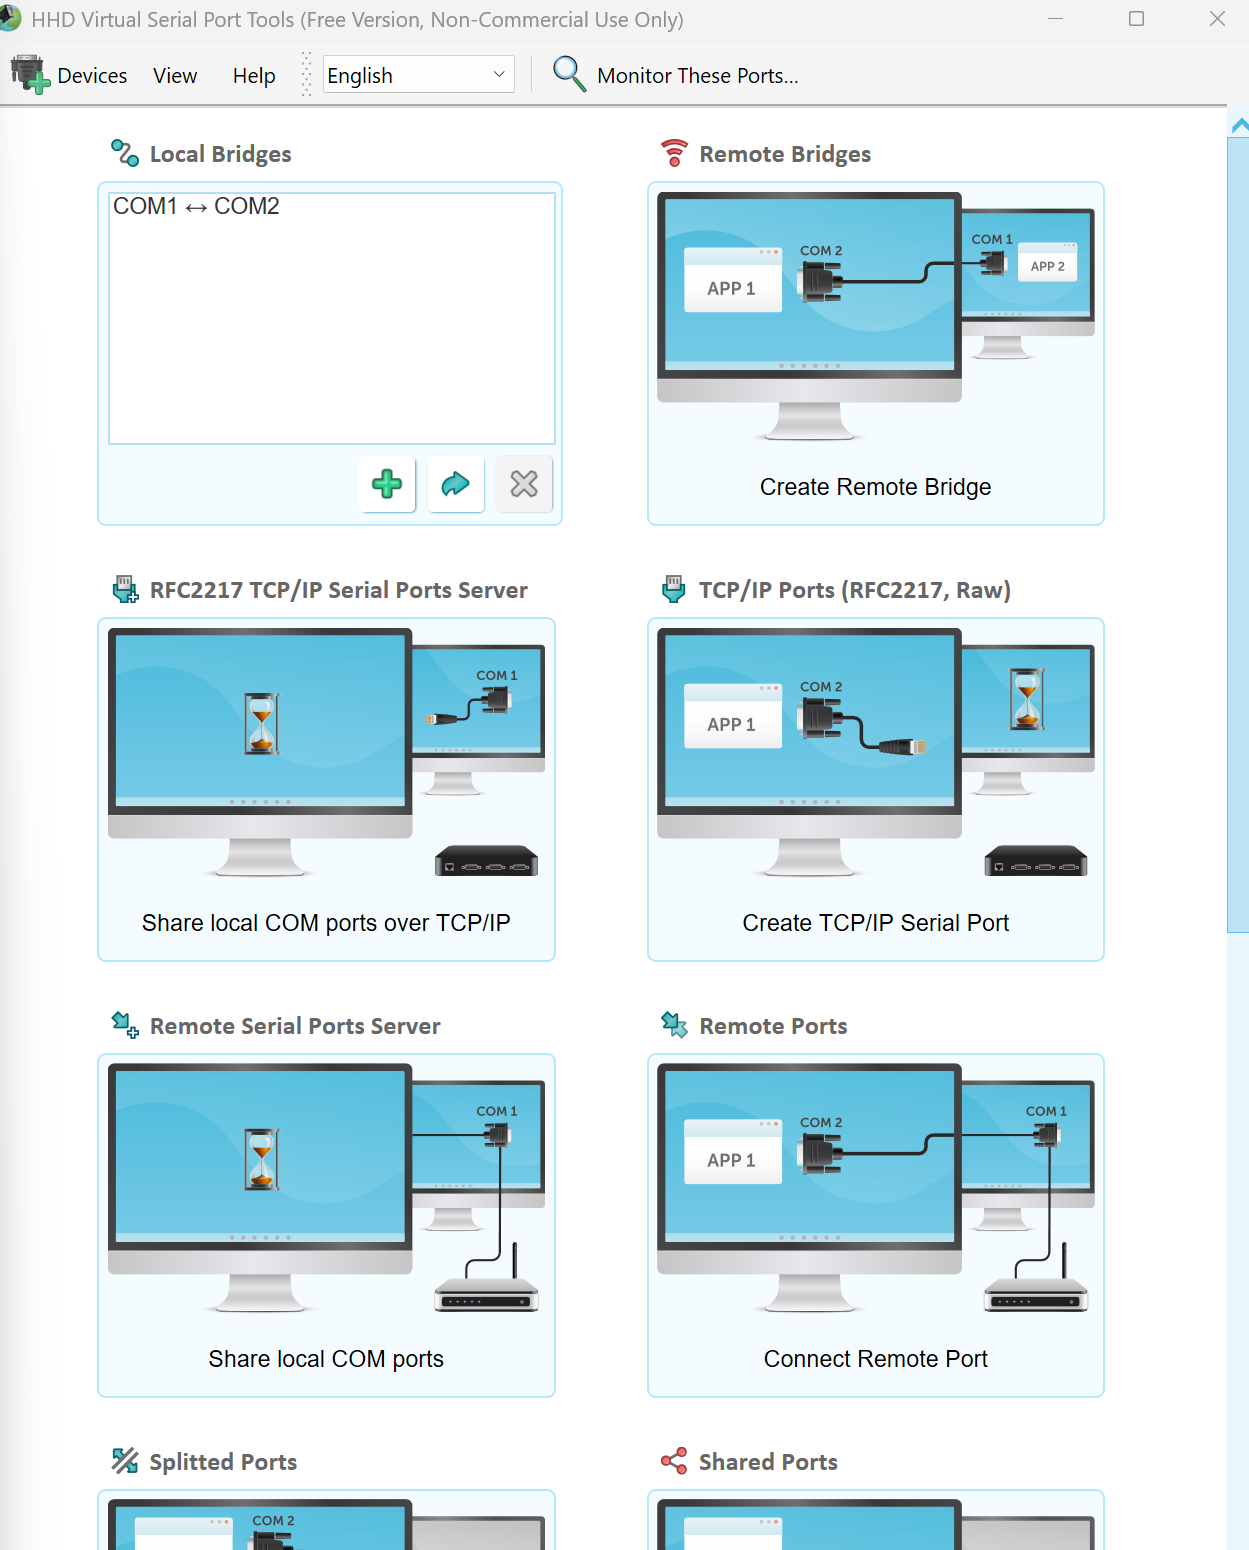 HHD Virtual Serial Port Tools (Free Version, Non-Commercial Use Only)
Devices View Help English Monitor These Ports...
Local Bridges
COM1 ↔ COM2
Remote Bridges
COM 2
COM 1
APP 1
APP 2
Create Remote Bridge
RFC2217 TCP/IP Serial Ports Server
COM 1
Share local COM ports over TCP/IP
TCP/IP Ports (RFC2217, Raw)
COM 2
APP 1
Create TCP/IP Serial Port
Remote Serial Ports Server
COM 1
Share local COM ports
Remote Ports
COM 2
COM 1
APP 1
Connect Remote Port
Splitted Ports
COM 2
Shared Ports